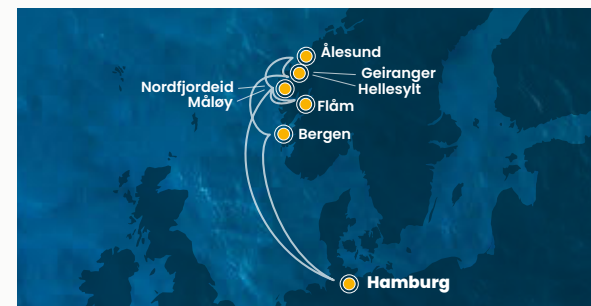 Ålesund
Geiranger
Hellesylt
Nordfjordeid
Måløy
Flåm
Bergen
Hamburg